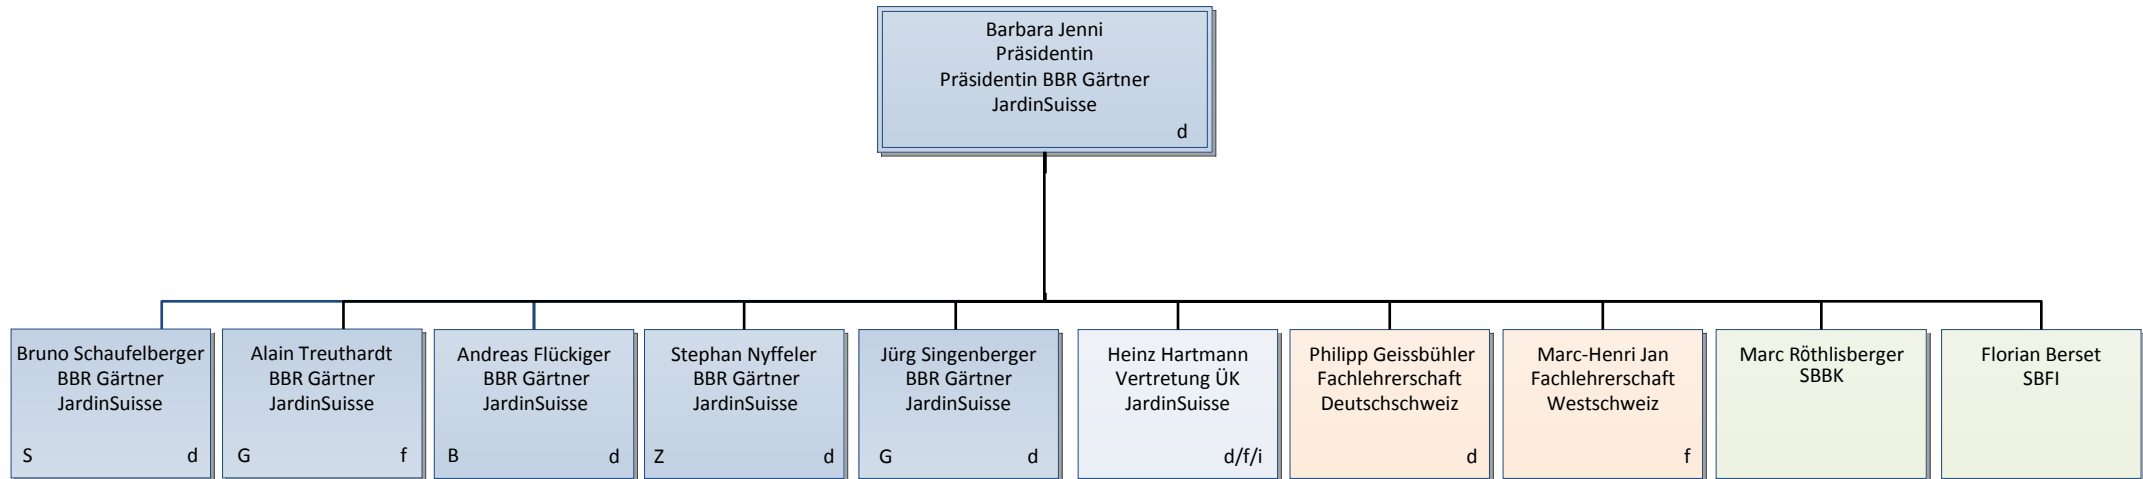 Barbara Jenni
Präsidentin
Präsidentin BBR Gärtner
JardinSuisse
d
Bruno Schaufelberger
BBR Gärtner
JardinSuisse
S d
Alain Treuthardt
BBR Gärtner
JardinSuisse
G f
Andreas Flückiger
BBR Gärtner
JardinSuisse
B d
Stephan Nyffeler
BBR Gärtner
JardinSuisse
Z d
Jürg Singenberger
BBR Gärtner
JardinSuisse
G d
Heinz Hartmann
Vertretung ÜK
JardinSuisse
d/f/i
Philipp Geissbühler
Fachlehrerschaft
Deutschschweiz
d
Marc-Henri Jan
Fachlehrerschaft
Westschweiz
f
Marc Röthlisberger
SBBK
Florian Berset
SBFI